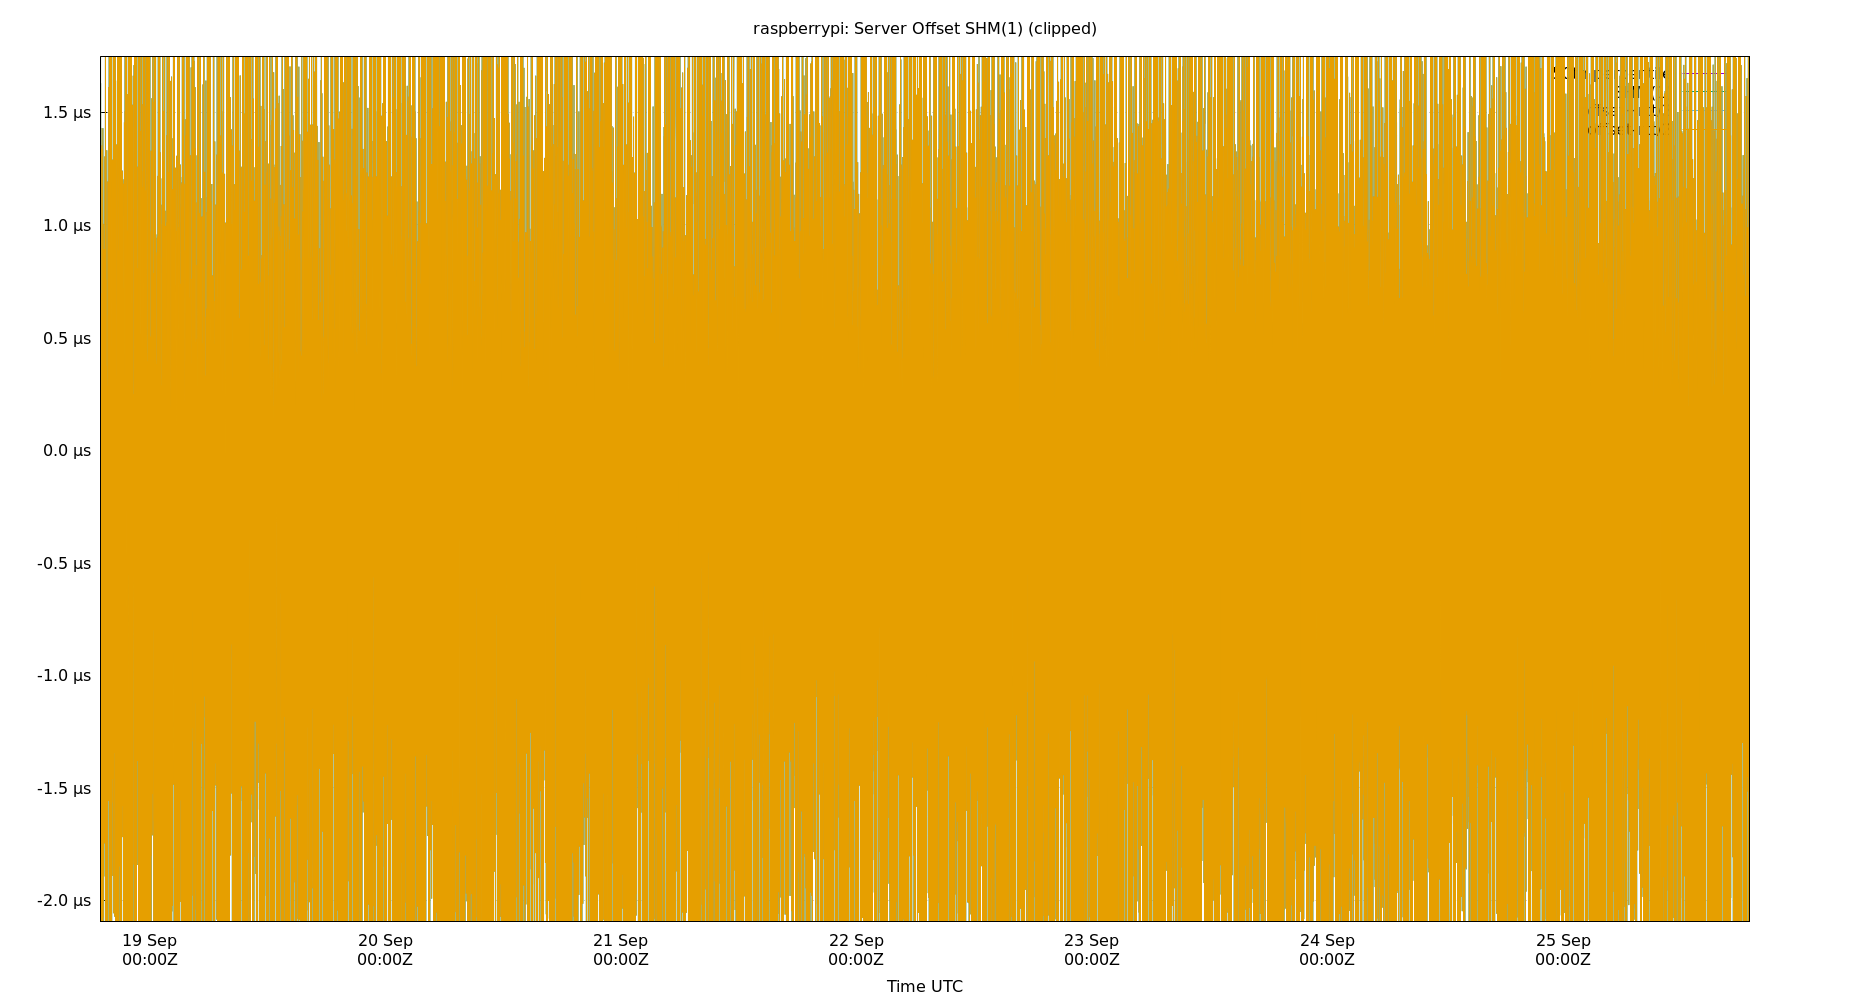 raspberrypi: Server Offset SHM(1) (clipped)
1.5 µs
1.0 µs
0.5 µs
0.0 µs
-0.5 µs
-1.0 µs
-1.5 µs
-2.0 µs
19 Sep 20 Sep 21 Sep 22 Sep 23 Sep 24 Sep 25 Sep
00:00Z 00:00Z 00:00Z 00:00Z 00:00Z 00:00Z 00:00Z
Time UTC